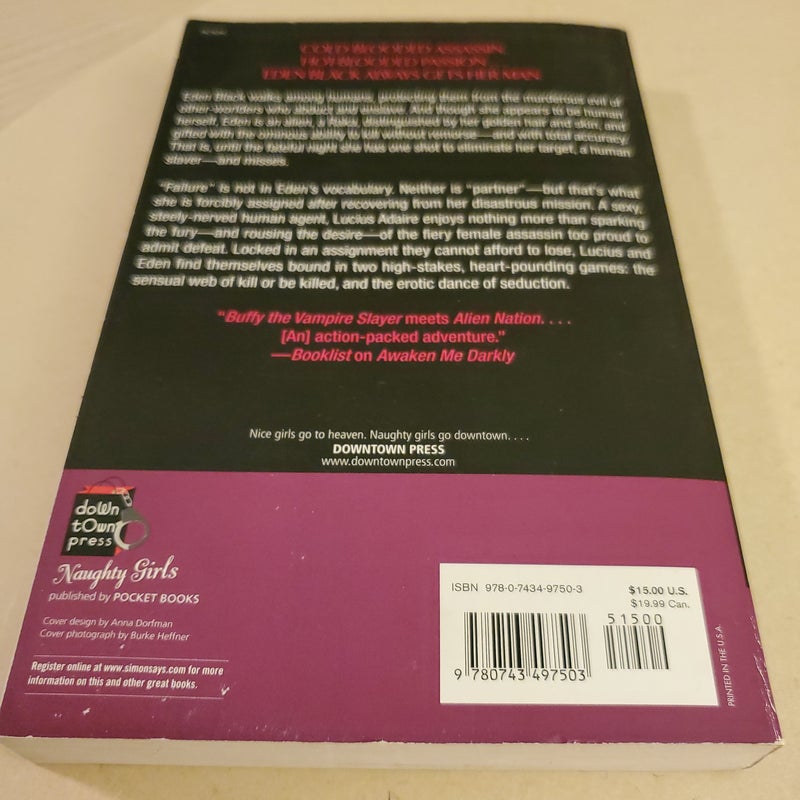 COLD-BLOODED ASSASSIN.
HOT-BLOODED PASSION.
EDEN BLACK ALWAYS GETS HER MAN.
Eden Black walks among humans, protecting them from the murderous evil of
other-worlders who abduct and enslave. And though she appears to be human
herself, Eden is an alien, a Raka, distinguished by her golden hair and skin, and
gifted with the ominous ability to kill without remorse—and with total accuracy.
That is, until the fateful night she takes one shot to eliminate her target, a human
slaver—and misses.
"Failure" is not in Eden's vocabulary. Neither is "partner"—but that's what
she is forcibly assigned after recovering from her disastrous mission. A sexy,
steely-nerved human agent, Lucius Adaire enjoys nothing more than sparking
the fury—and rousing the desire—of the fiery female assassin too proud to
admit defeat. Locked in an assignment they cannot afford to lose, Lucius and
Eden find themselves bound in two high-stakes, heart-pounding games: the
sensual web of kill or be killed, and the erotic dance of seduction.
"Buffy the Vampire Slayer meets Alien Nation. . . .
[An] action-packed adventure."
—Booklist on Awaken Me Darkly
Nice girls go to heaven. Naughty girls go downtown. . . .
DOWNTOWN PRESS
www.downtownpress.com
doWn
tOwn
press
Naughty Girls
published by POCKET BOOKS
Cover design by Anna Dorfman
Cover photograph by Burke Heffner
Register online at www.simonsays.com for more
information on this and other great books.
ISBN 978-0-7434-9750-3
$15.00 U.S.
$19.99 Can.
51500
9 780743 497503
PRINTED IN THE U.S.A.